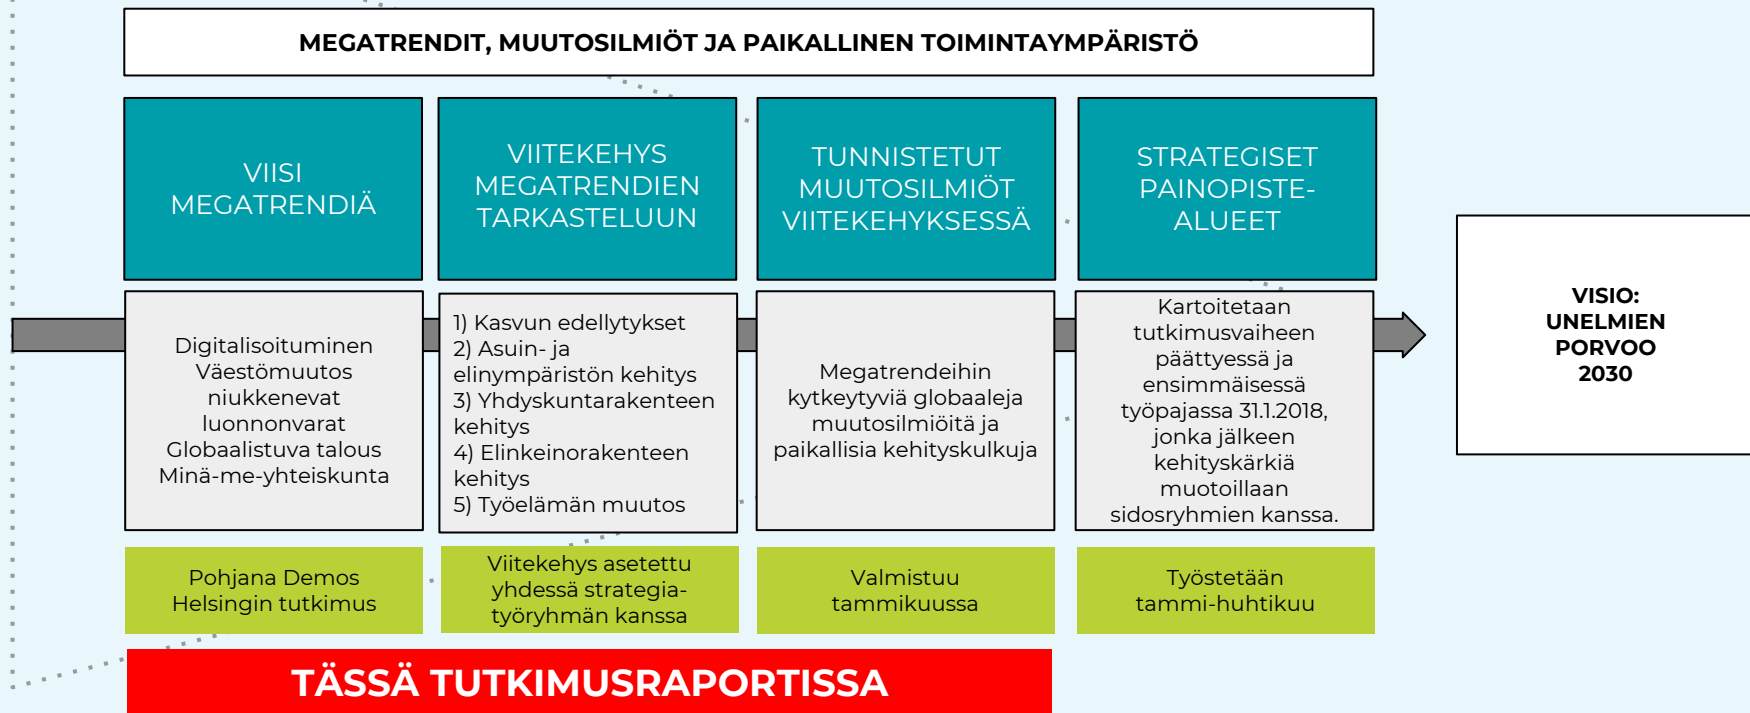 MEGATRENDIT, MUUTOSILMIÖT JA PAIKALLINEN TOIMINTAYMPÄRISTÖ
VIISI
MEGATRENDIÄ
VIITEKEHYS
MEGATRENDIEN
TARKASTELUUN
TUNNISTETUT
MUUTOSILMIÖT
VIITEKEHYKSESSÄ
STRATEGISET
PAINOPISTE-
ALUEET
Digitalisoituminen
Väestömuutos
niukkenevat
luonnonvarat
Globaalistuva talous
Minä-me-yhteiskunta
1) Kasvun edellytykset
2) Asuin- ja
elinympäristön kehitys
3) Yhdyskuntarakenteen
kehitys
4) Elinkeinorakenteen
kehitys
5) Työelämän muutos
Megatrendeihin
kytkeytyviä globaaleja
muutosilmiöitä ja
paikallisia kehityskulkuja
Kartoitetaan
tutkimusvaiheen
päättyessä ja
ensimmäisessä
työpajassa 31.1.2018,
jonka jälkeen
kehityskärkiä
muotoillaan
sidosryhmien kanssa.
VISIO:
UNELMIEN
PORVOO
2030
Pohjana Demos
Helsingin tutkimus
Viitekehys asetettu
yhdessä strategia-
työryhmän kanssa
Valmistuu
tammikuussa
Työstetään
tammi-huhtikuu
TÄSSÄ TUTKIMUSRAPORTISSA